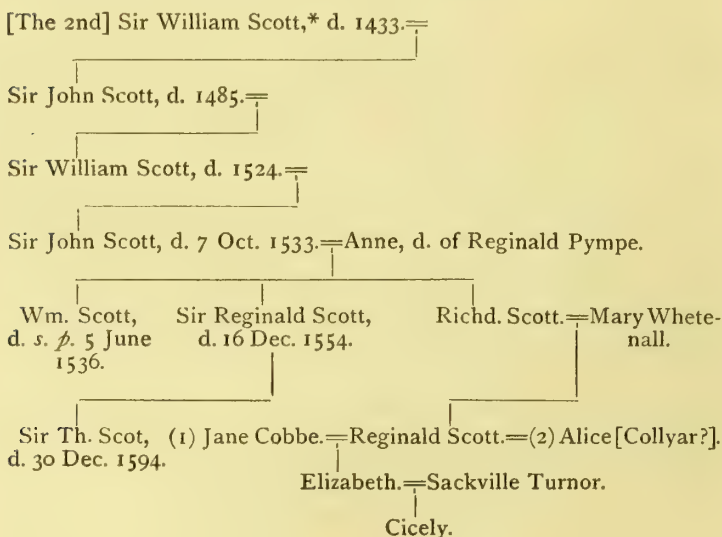 [The 2nd] Sir William Scott,* d. 1433.=
Sir John Scott, d. 1485.=
Sir William Scott, d. 1524.=
Sir John Scott, d. 7 Oct. 1533.=Anne, d. of Reginald Pympe.
Wm. Scott, Sir Reginald Scott, Richd. Scott.=Mary Whete-
d. s. p. 5 June d. 16 Dec. 1554. nall.
1536.
Sir Th. Scot, (1) Jane Cobbe.=Reginald Scott.=(2) Alice [Collyar?].
d. 30 Dec. 1594.
Elizabeth.=Sackville Turnor.
Cicely.